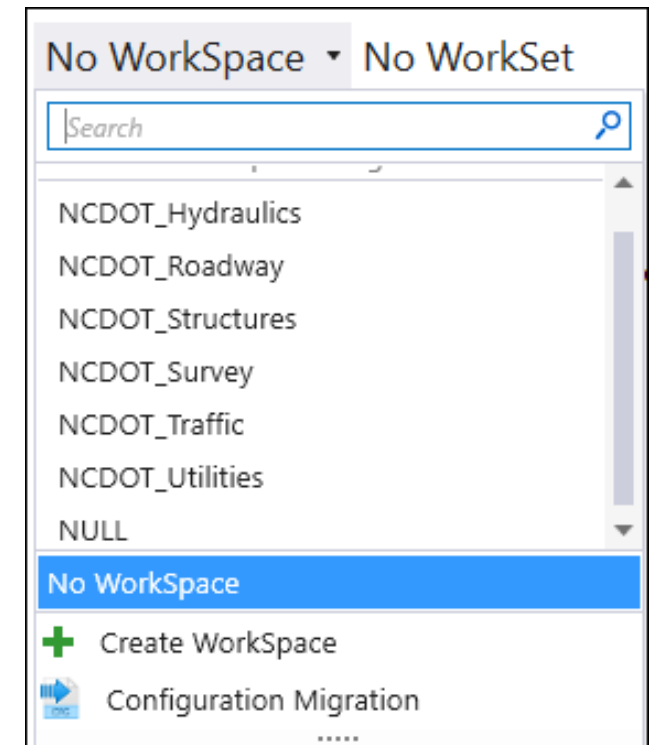 No WorkSpace No WorkSet
Search
NCDOT_Hydraulics
NCDOT_Roadway
NCDOT_Structures
NCDOT_Survey
NCDOT_Traffic
NCDOT_Utilities
NULL
No WorkSpace
Create WorkSpace
Configuration Migration